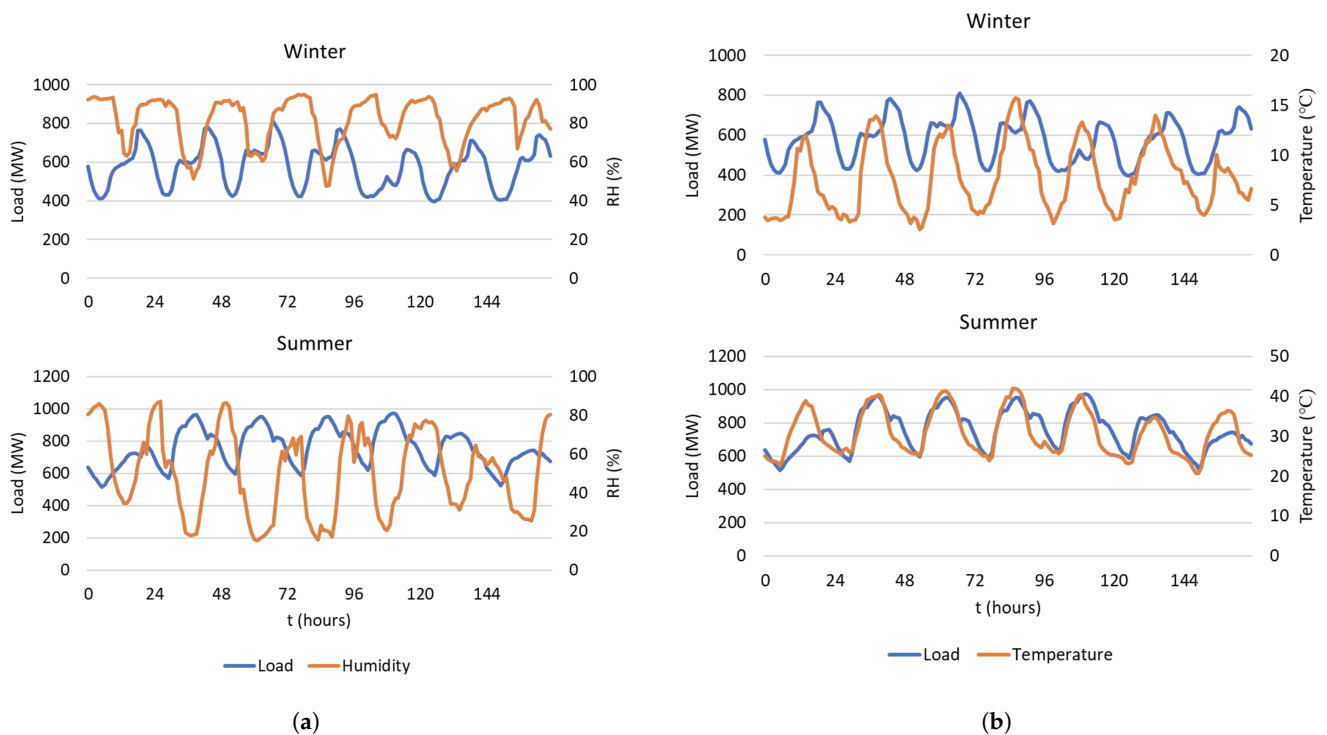 Winter
1000
800
600
400
200
0
Load (MW)
100
80
60
40
20
0
RH (%)
0 24 48 72 96 120 144
Summer
1200
1000
800
600
400
200
0
Load (MW)
100
80
60
40
20
0
RH (%)
0 24 48 72 96 120 144
t (hours)
Load Humidity
(a)
Winter
1000
800
600
400
200
0
Load (MW)
20
15
10
5
0
Temperature (℃)
0 24 48 72 96 120 144
Summer
1200
1000
800
600
400
200
0
Load (MW)
50
40
30
20
10
0
Temperature (℃)
0 24 48 72 96 120 144
t (hours)
Load Temperature
(b)